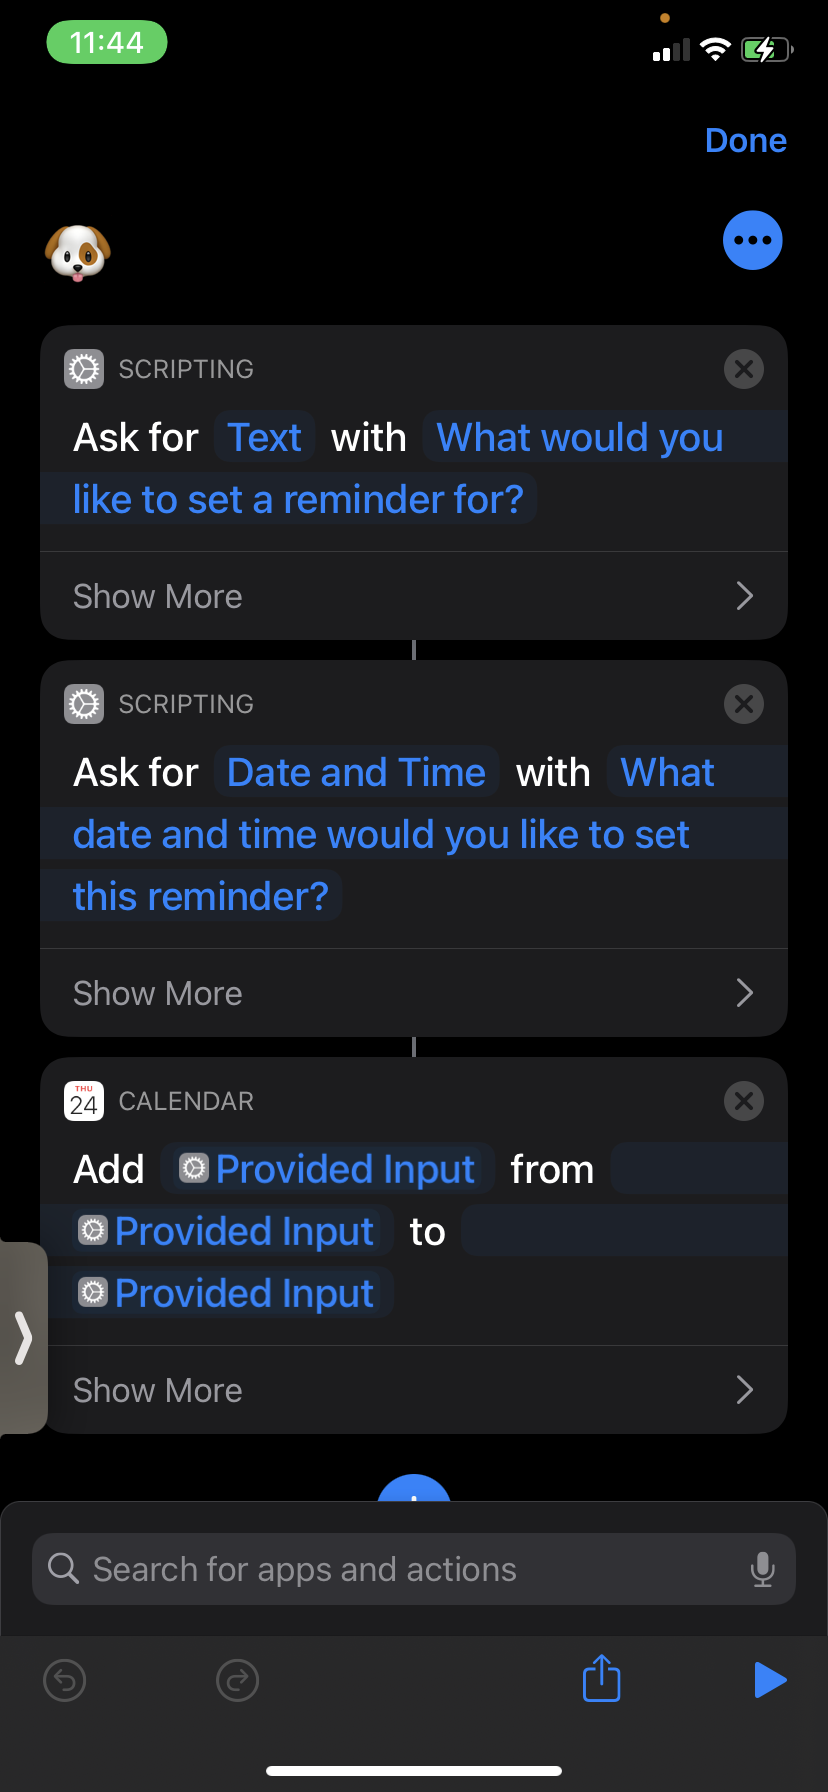 11:44
Done
SCRIPTING
Ask for Text with What would you
like to set a reminder for?
Show More
SCRIPTING
Ask for Date and Time with What
date and time would you like to set
this reminder?
Show More
THU
24 CALENDAR
Add Provided Input from
Provided Input to
Provided Input
Show More
Search for apps and actions